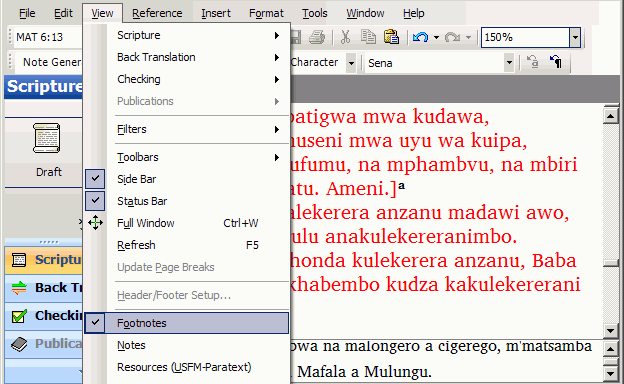 File Edit View Reference Insert Format Tools Window Help
MAT 6:13 150%
Note Gener Character Sena
Scripture
Draft
Scriptu
Back Tr
Checkin
Publica
Scripture
Back Translation
Checking
Publications
Filters
Toolbars
Side Bar
Status Bar
Full Window Ctrl+W
Refresh F5
Update Page Breaks
Header/Footer Setup...
Footnotes
Notes
Resources (USFM-Paratext)
patigwa mwa kudawa,
useni mwa uyu wa kuipa,
ufumu, na mphambvu, na mbiri
atu. Ameni.]a
alekerera anzanu madawi awo,
ulu anakulekereranimbo.
honda kulekerera anzanu, Baba
khabembo kudza kakulekererani
owa na malongero a cigerego, m'matsamba
Mafala a Mulungu.